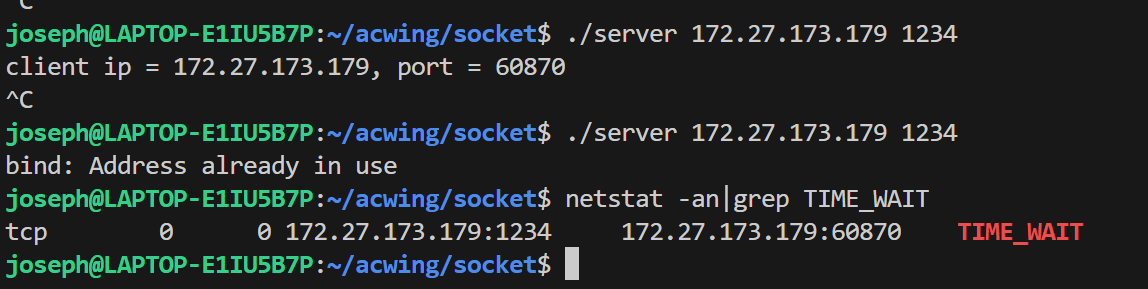 ^C
joseph@LAPTOP-E1IU5B7P:~/acwing/socket$ ./server 172.27.173.179 1234
client ip = 172.27.173.179, port = 60870
^C
joseph@LAPTOP-E1IU5B7P:~/acwing/socket$ ./server 172.27.173.179 1234
bind: Address already in use
joseph@LAPTOP-E1IU5B7P:~/acwing/socket$ netstat -an|grep TIME_WAIT
tcp        0      0 172.27.173.179:1234     172.27.173.179:60870    TIME_WAIT
joseph@LAPTOP-E1IU5B7P:~/acwing/socket$